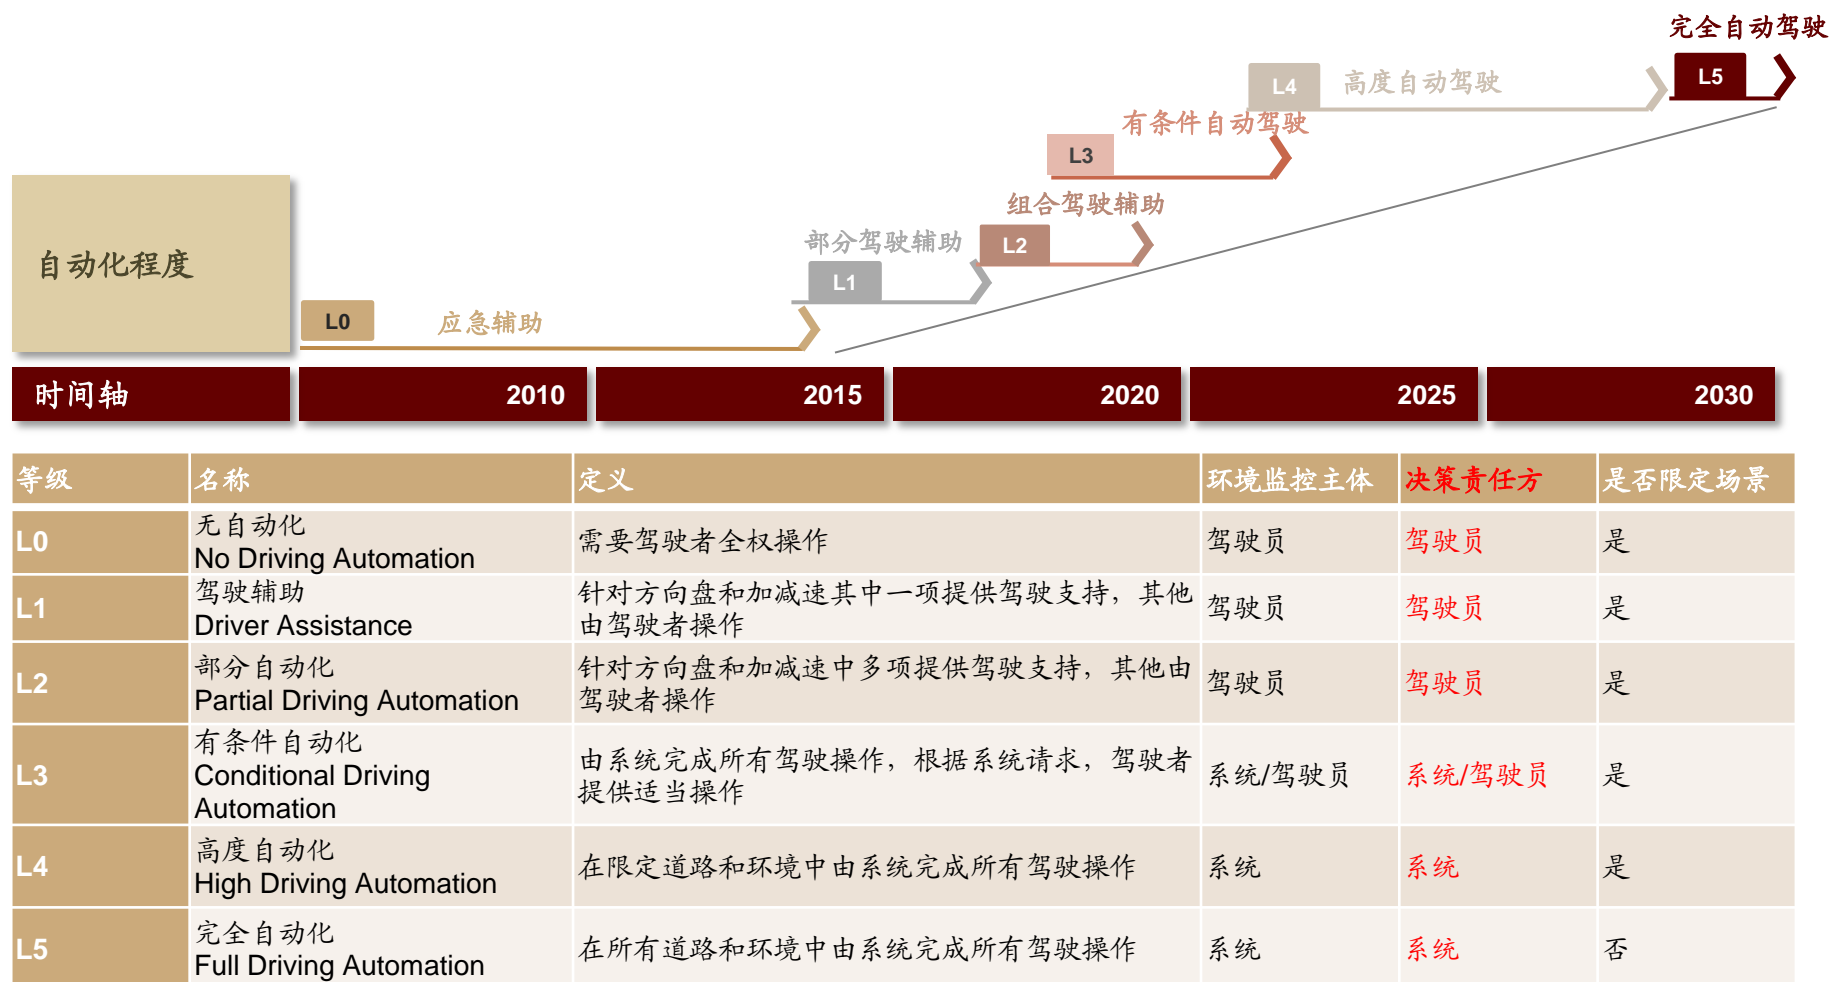 完全自动驾驶
L5
L4 高度自动驾驶
有条件自动驾驶
L3
组合驾驶辅助
L2
部分驾驶辅助
L1
自动化程度
L0 应急辅助
时间轴 2010 2015 2020 2025 2030
等级 名称 定义 环境监控主体 决策责任方 是否限定场景
L0
无自动化
No Driving Automation
需要驾驶者全权操作
驾驶员
驾驶员
是
L1
驾驶辅助
Driver Assistance
针对方向盘和加减速其中一项提供驾驶支持，其他
由驾驶者操作
驾驶员
驾驶员
是
L2
部分自动化
Partial Driving Automation
针对方向盘和加减速中多项提供驾驶支持，其他由
驾驶者操作
驾驶员
驾驶员
是
L3
有条件自动化
Conditional Driving
Automation
由系统完成所有驾驶操作，根据系统请求，驾驶者
提供适当操作
系统/驾驶员
系统/驾驶员
是
L4
高度自动化
High Driving Automation
在限定道路和环境中由系统完成所有驾驶操作
系统
系统
是
L5
完全自动化
Full Driving Automation
在所有道路和环境中由系统完成所有驾驶操作
系统
系统
否